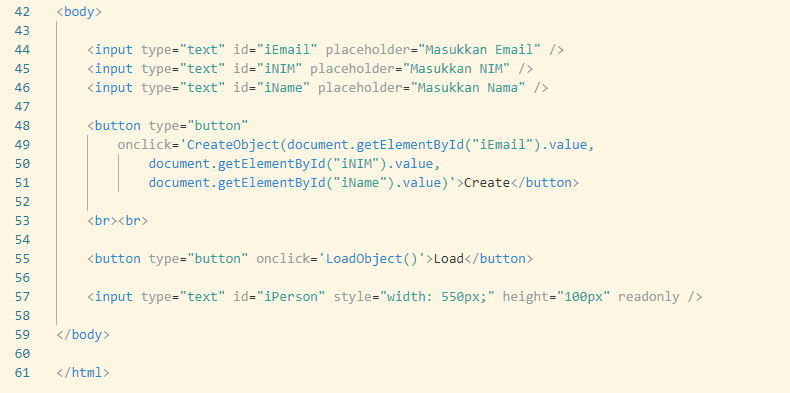 42 <body>
43
44 <input type="text" id="iEmail" placeholder="Masukkan Email" />
45 <input type="text" id="iNIM" placeholder="Masukkan NIM" />
46 <input type="text" id="iName" placeholder="Masukkan Nama" />
47
48 <button type="button"
49 onclick='CreateObject(document.getElementById("iEmail").value,
50 document.getElementById("iNIM").value,
51 document.getElementById("iName").value)'>Create</button>
52
53 <br><br>
54
55 <button type="button" onclick='LoadObject()'>Load</button>
56
57 <input type="text" id="iPerson" style="width: 550px;" height="100px" readonly />
58
59 </body>
60
61 </html>